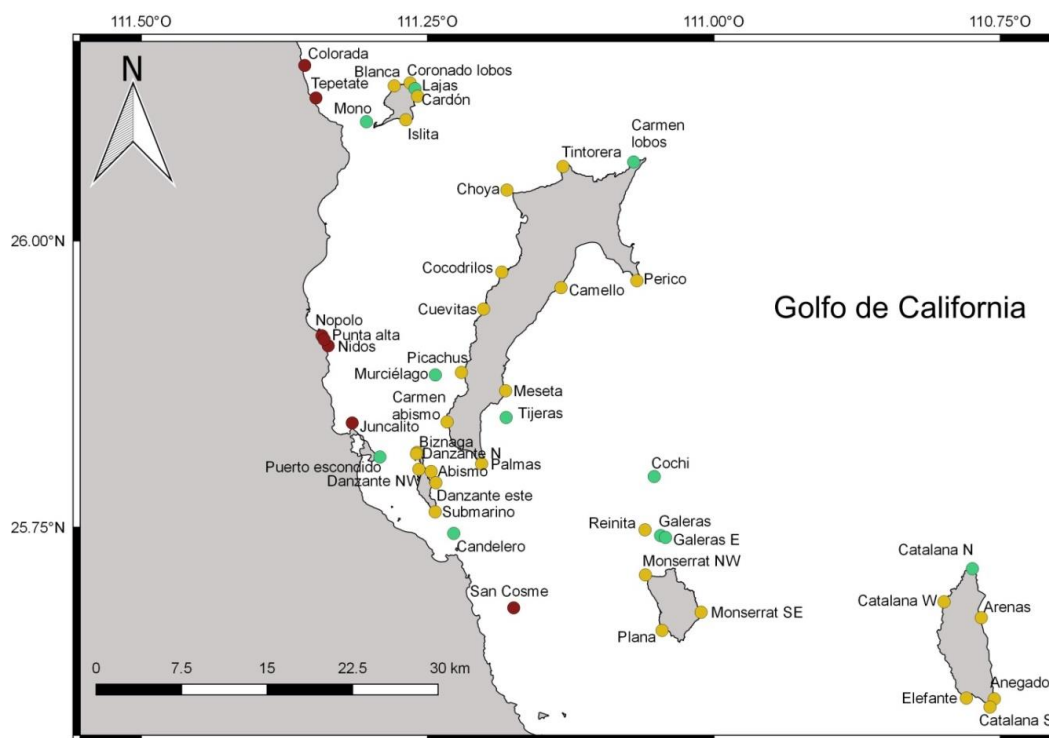 111.50°O
111.25°O
111.00°O
110.75°O
Colorada
Tepetate
Blanca
Coronado lobos
Lajas
Cardón
Mono
Islita
N
Carmen
lobos
Tintorera
Choya
26.00°N
Cocodrilos
Camello
Perico
Cuevitas
Golfo de California
Nopolo
Punta alta
Nidos
Picachus
Murciélago
Meseta
Carmen
abismo
Tijeras
Juncalito
Biznaga
Danzante N
Palmas
Puerto escondido
Abismo
Danzante NW
Danzante este
Cochi
Submarino
25.75°N
Reinita
Galeras
Galeras E
Candelero
Monserrat NW
Catalana N
San Cosme
Catalana W
Arenas
Monserrat SE
Plana
0
7.5
15
22.5
30 km
Elefante
Anegado
Catalana S